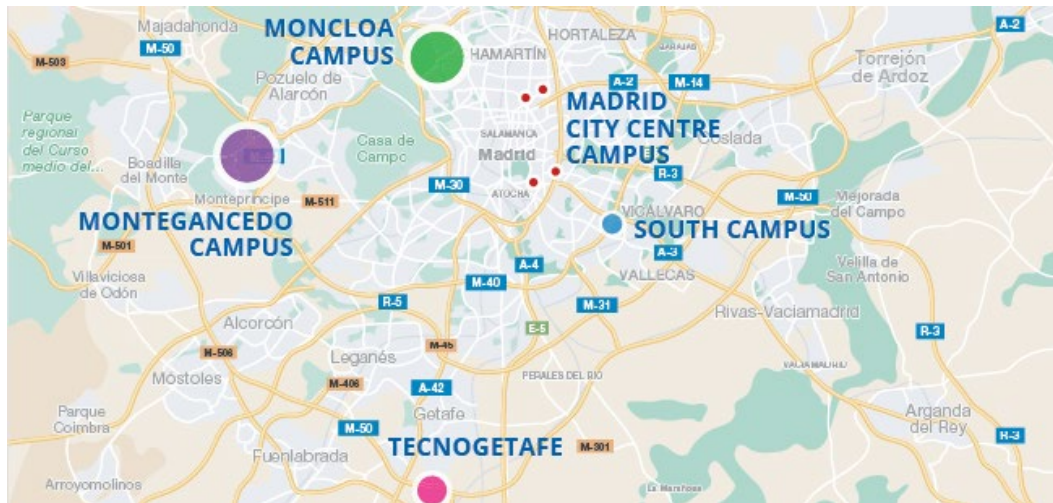 Majadahonda
M-50
M-503
MONCLOA
CAMPUS
HAMARTÍN
HORTALEZA
BARAJAS
A-2
Torrejón
de Ardoz
Pozuelo de
Alarcón
A-2
M-14
Parque
regional
del Curso
medio del...
Casa de
Campo
SALAMANCA
Madrid
MADRID
CITY CENTRE
CAMPUS
Coslada
Boadilla
del Monte
Monteprincipe
M-511
M-30
ATOCHA
R-3
M-50
Mejorada
del Campo
MONTEGANCEDO
CAMPUS
M-501
VICALVARO
SOUTH CAMPUS
A-3
VALLECAS
Velilla de
San Antonio
Villaviciosa
de Odón
A-4
M-40
R-5
M-31
Rivas-Vaciamadrid
Alcorcón
E-5
R-3
M-506
Leganés
M-45
Móstoles
M-406
A-42
PERALES DEL RIO
VACIAMADRID
Parque
Coimbra
Getafe
M-50
Arganda
del Rey
R-3
TECNOGETAFE
M-301
Fuenlabrada
Arroyomolinos
La Marañosa